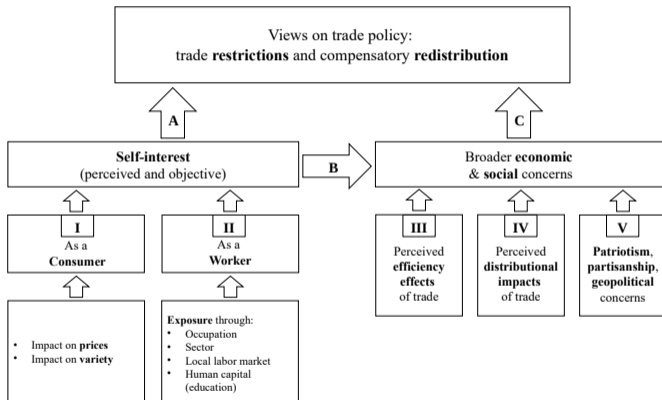 Views on trade policy:
trade restrictions and compensatory redistribution
A
C
Self-interest
(perceived and objective)
B
Broader economic
& social concerns
I
As a
Consumer
II
As a
Worker
III
Perceived
efficiency
effects
of trade
IV
Perceived
distributional
impacts
of trade
V
Patriotism,
partisanship,
geopolitical
concerns
• Impact on prices
• Impact on variety
Exposure through:
• Occupation
• Sector
• Local labor market
• Human capital
(education)